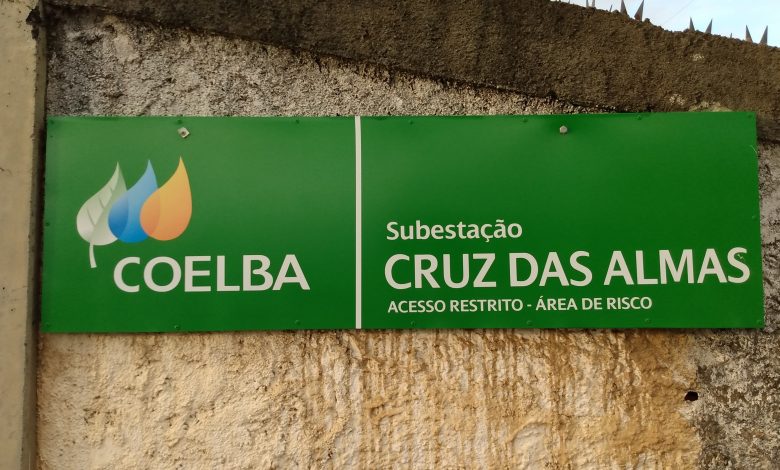 COELBA
Subestação
CRUZ DAS ALMAS
ACESSO RESTRITO - ÁREA DE RISCO